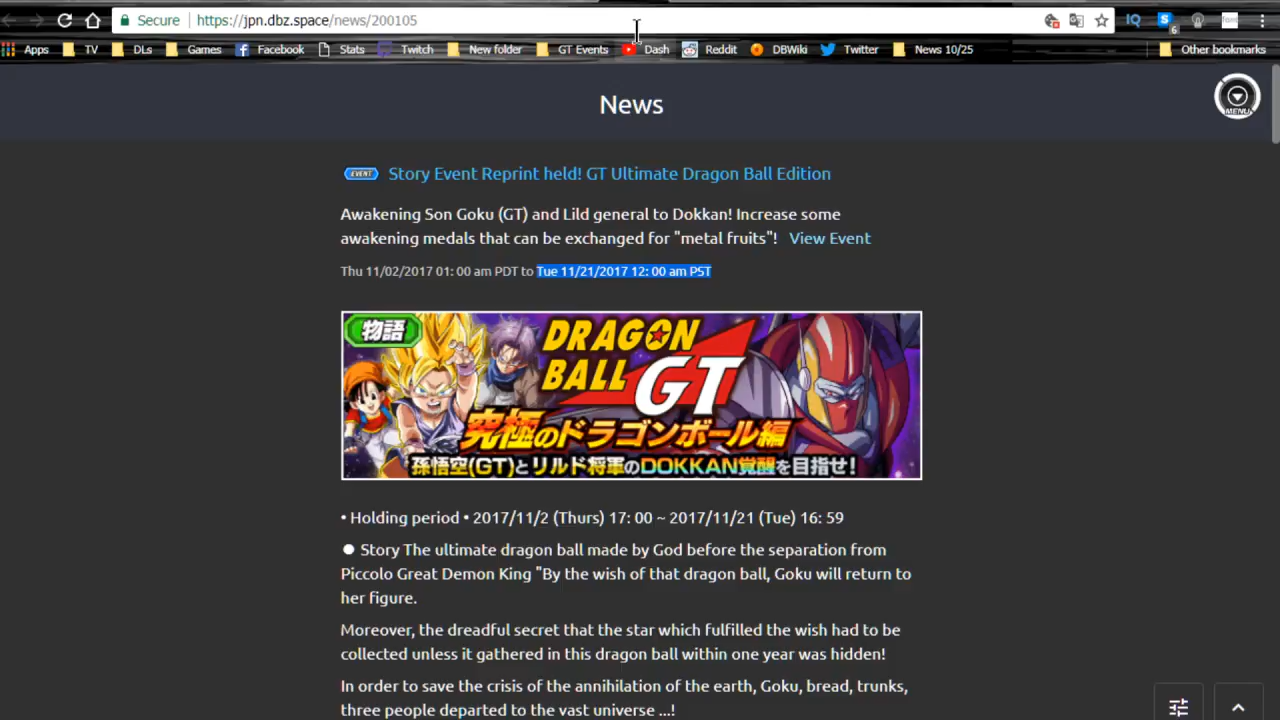 Secure https://jpn.dbz.space/news/200105
Apps TV DLs Games Facebook Stats Twitch New folder GT Events Dash Reddit DBWiki Twitter News 10/25 Other bookmarks
News
MENU
EVENT Story Event Reprint held! GT Ultimate Dragon Ball Edition
Awakening Son Goku (GT) and Lild general to Dokkan! Increase some
awakening medals that can be exchanged for "metal fruits"! View Event
Thu 11/02/2017 01: 00 am PDT to Tue 11/21/2017 12: 00 am PST
物語
DRAGON
BALL GT
究極のドラゴンボール編
孫悟空(GT)とリルド将軍のDOKKAN覚醒を目指せ!
• Holding period • 2017/11/2 (Thurs) 17: 00 ~ 2017/11/21 (Tue) 16: 59
● Story The ultimate dragon ball made by God before the separation from
Piccolo Great Demon King "By the wish of that dragon ball, Goku will return to
her figure.
Moreover, the dreadful secret that the star which fulfilled the wish had to be
collected unless it gathered in this dragon ball within one year was hidden!
In order to save the crisis of the annihilation of the earth, Goku, bread, trunks,
three people departed to the vast universe ...!